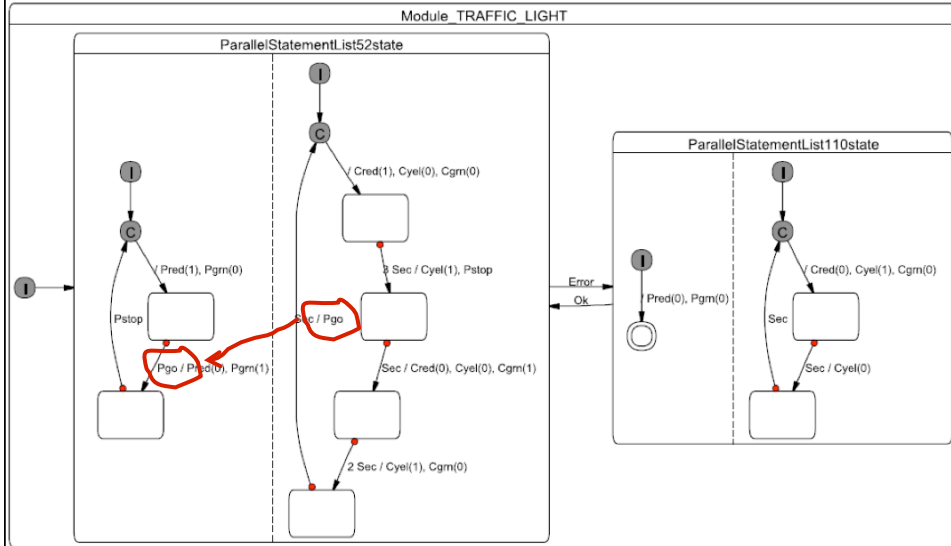 Module_TRAFFIC_LIGHT
ParallelStatementList52state
I
C
/ Pred(1), Pgrn(0)
Pstop
Pgo / Pred(0), Pgrn(1)
I
I
C
/ Cred(1), Cyel(0), Cgrn(0)
3 Sec / Cyel(1), Pstop
Sec / Pgo
Sec / Cred(0), Cyel(0), Cgrn(1)
2 Sec / Cyel(1), Cgrn(0)
Error
Ok
ParallelStatementList110state
I
/ Pred(0), Pgrn(0)
I
C
/ Cred(0), Cyel(1), Cgrn(0)
Sec
Sec / Cyel(0)